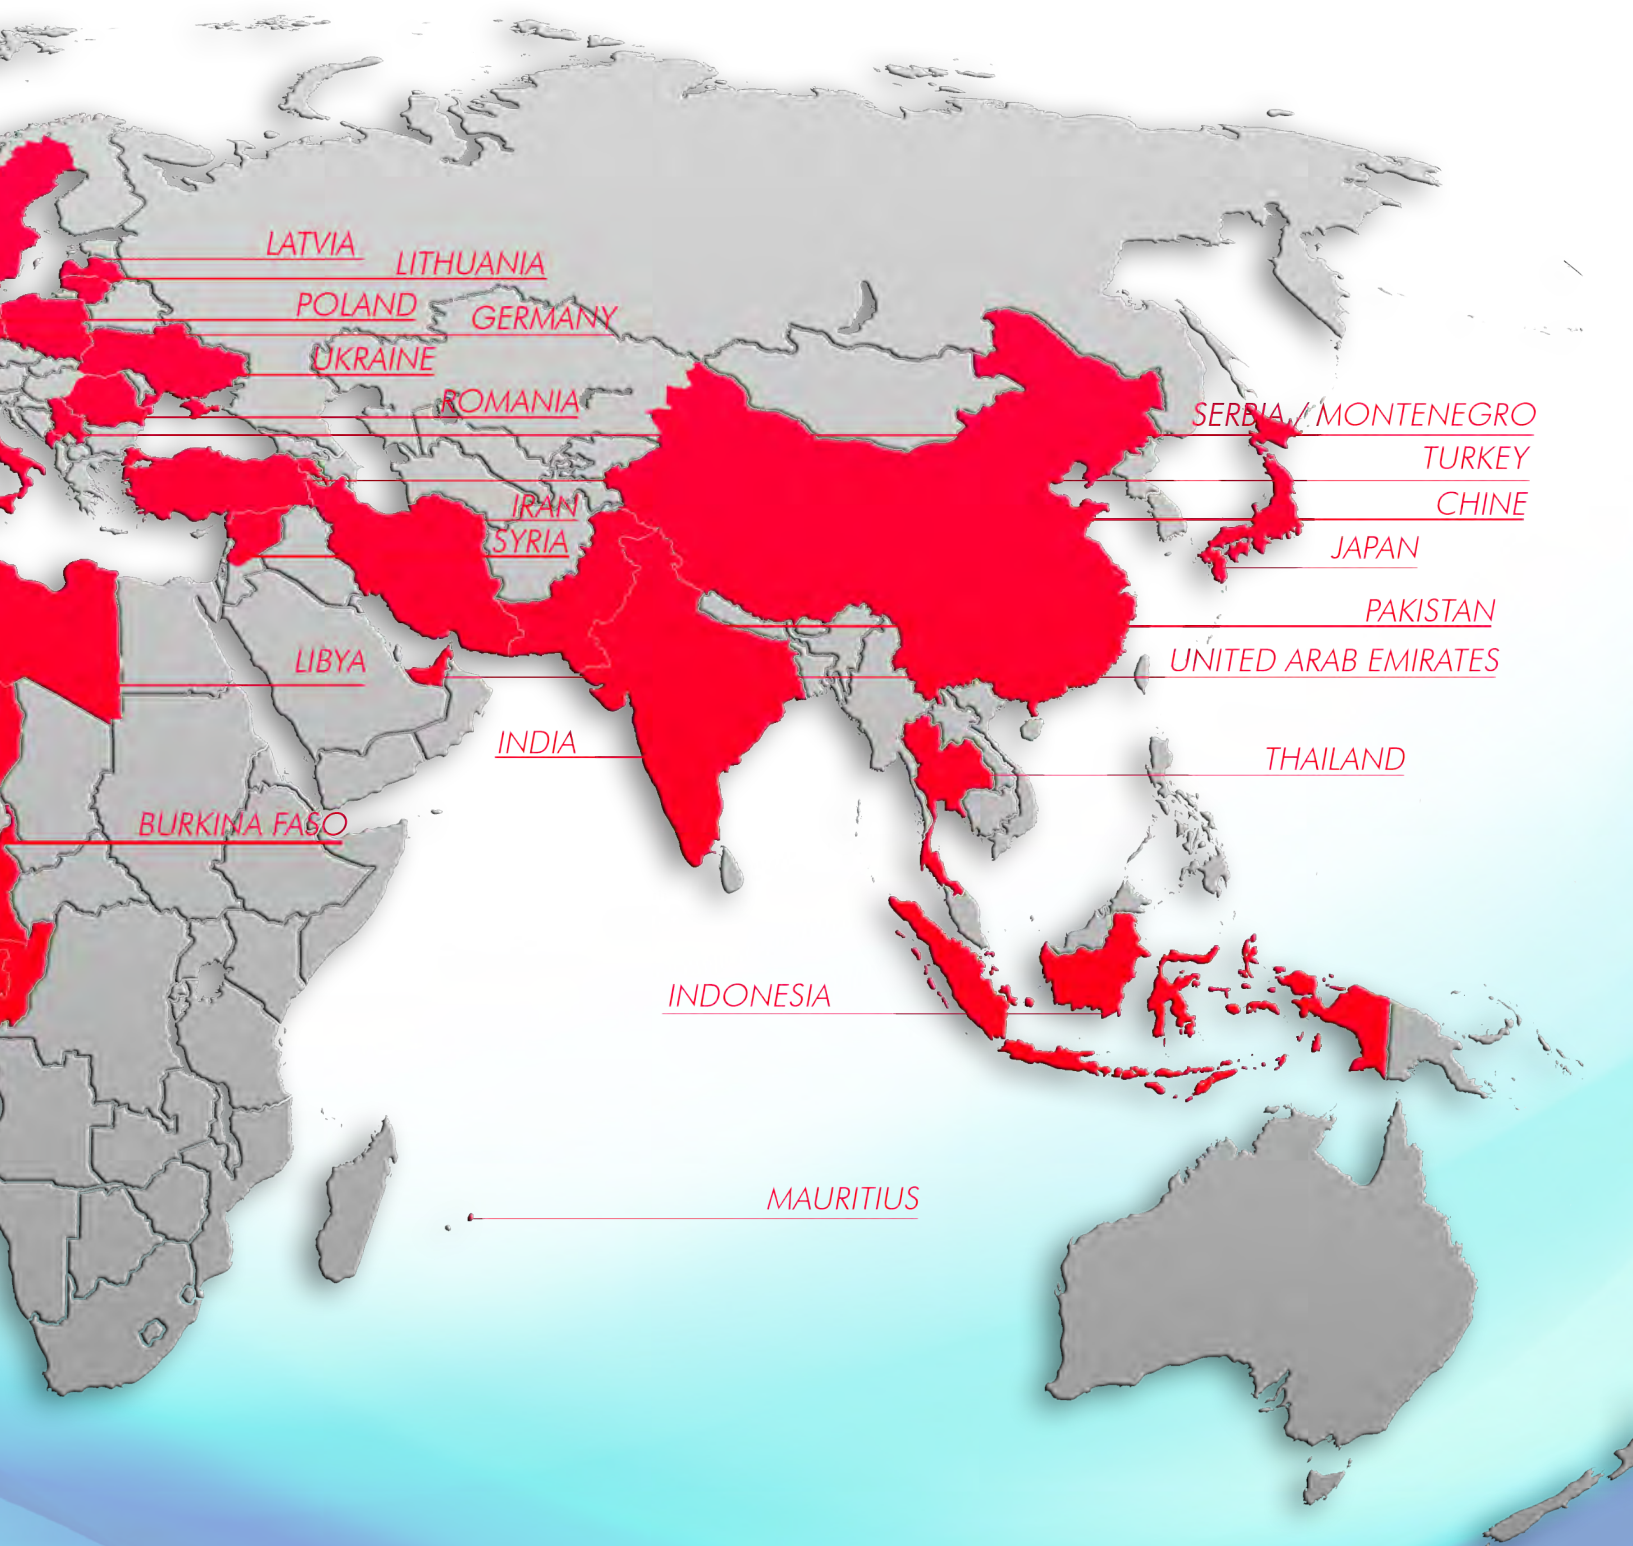 LATVIA
LITHUANIA
POLAND
GERMANY
UKRAINE
ROMANIA
SERBIA / MONTENEGRO
TURKEY
IRAN
CHINE
SYRIA
JAPAN
PAKISTAN
LIBYA
UNITED ARAB EMIRATES
INDIA
THAILAND
BURKINA FASO
INDONESIA
MAURITIUS